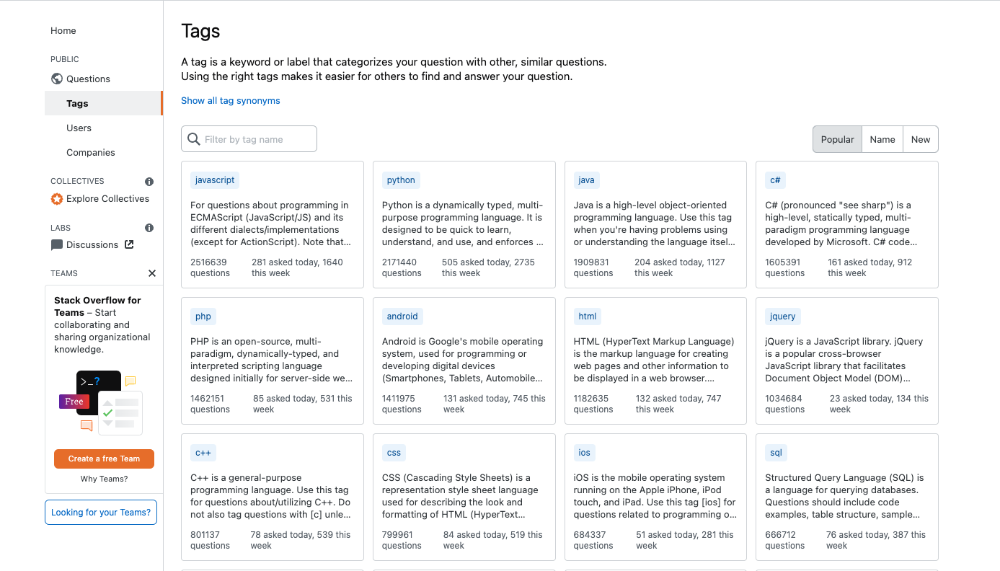 Home
PUBLIC
Questions
Tags
Users
Companies
COLLECTIVES
Explore Collectives
LABS
Discussions
TEAMS
Stack Overflow for
Teams – Start
collaborating and
sharing organizational
knowledge.
>_?
Free
Create a free Team
Why Teams?
Looking for your Teams?
Tags
A tag is a keyword or label that categorizes your question with other, similar questions.
Using the right tags makes it easier for others to find and answer your question.
Show all tag synonyms
Filter by tag name
Popular Name New
javascript
For questions about programming in
ECMAScript (JavaScript/JS) and its
different dialects/implementations
(except for ActionScript). Note that…
2516639 281 asked today, 1640
questions this week
python
Python is a dynamically typed, multi-
purpose programming language. It is
designed to be quick to learn,
understand, and use, and enforces …
2171440 505 asked today, 2735
questions this week
java
Java is a high-level object-oriented
programming language. Use this tag
when you're having problems using
or understanding the language itsel…
1909831 204 asked today, 1127
questions this week
c#
C# (pronounced "see sharp") is a
high-level, statically typed, multi-
paradigm programming language
developed by Microsoft. C# code…
1605391 161 asked today, 912
questions this week
php
PHP is an open-source, multi-
paradigm, dynamically-typed, and
interpreted scripting language
designed initially for server-side we…
1462151 85 asked today, 531 this
questions week
android
Android is Google's mobile operating
system, used for programming or
developing digital devices
(Smartphones, Tablets, Automobile…
1411975 131 asked today, 745 this
questions week
html
HTML (HyperText Markup Language)
is the markup language for creating
web pages and other information to
be displayed in a web browser.…
1182635 132 asked today, 747
questions this week
jquery
jQuery is a JavaScript library. jQuery
is a popular cross-browser
JavaScript library that facilitates
Document Object Model (DOM)…
1034684 23 asked today, 134 this
questions week
c++
C++ is a general-purpose
programming language. Use this tag
for questions about/utilizing C++. Do
not also tag questions with [c] unle…
801137 78 asked today, 539 this
questions week
css
CSS (Cascading Style Sheets) is a
representation style sheet language
used for describing the look and
formatting of HTML (HyperText…
799961 84 asked today, 519 this
questions week
ios
iOS is the mobile operating system
running on the Apple iPhone, iPod
touch, and iPad. Use this tag [ios] for
questions related to programming o…
684337 51 asked today, 281 this
questions week
sql
Structured Query Language (SQL) is
a language for querying databases.
Questions should include code
examples, table structure, sample…
666712 76 asked today, 387 this
questions week